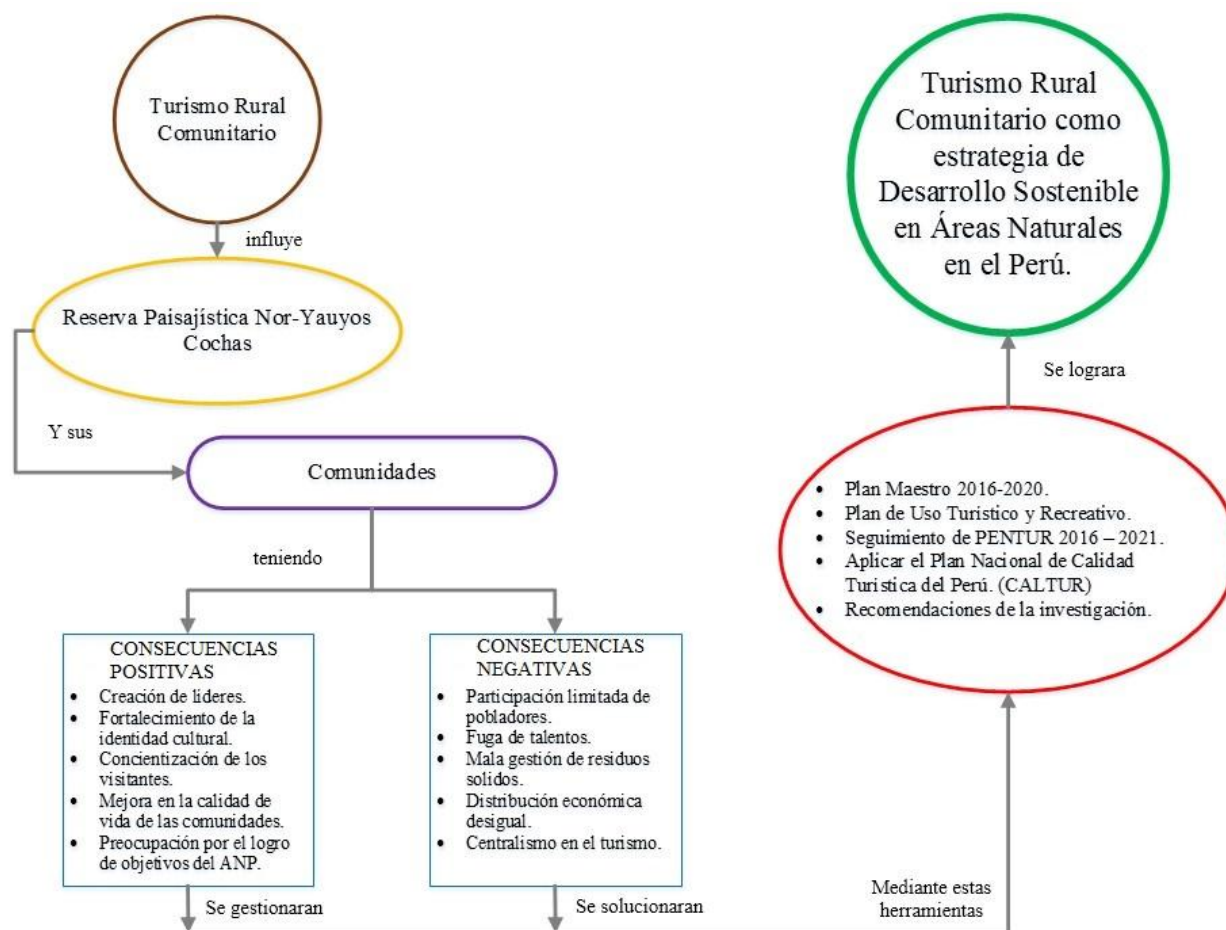 Turismo Rural
Comunitario
influye
Reserva Paisajística Nor-Yauyos
Cochas
Y sus
Comunidades
teniendo
CONSECUENCIAS
POSITIVAS
• Creación de líderes.
• Fortalecimiento de la
identidad cultural.
• Concientización de los
visitantes.
• Mejora en la calidad de
vida de las comunidades.
• Preocupación por el logro
de objetivos del ANP.
Se gestionaran
CONSECUENCIAS
NEGATIVAS
• Participación limitada de
pobladores.
• Fuga de talentos.
• Mala gestión de residuos
solidos.
• Distribución económica
desigual.
• Centralismo en el turismo.
Se solucionaran
Mediante estas
herramientas
• Plan Maestro 2016-2020.
• Plan de Uso Turístico y Recreativo.
• Seguimiento de PENTUR 2016 – 2021.
• Aplicar el Plan Nacional de Calidad
Turística del Perú. (CALTUR)
• Recomendaciones de la investigación.
Se lograra
Turismo Rural
Comunitario como
estrategia de
Desarrollo Sostenible
en Áreas Naturales
en el Perú.